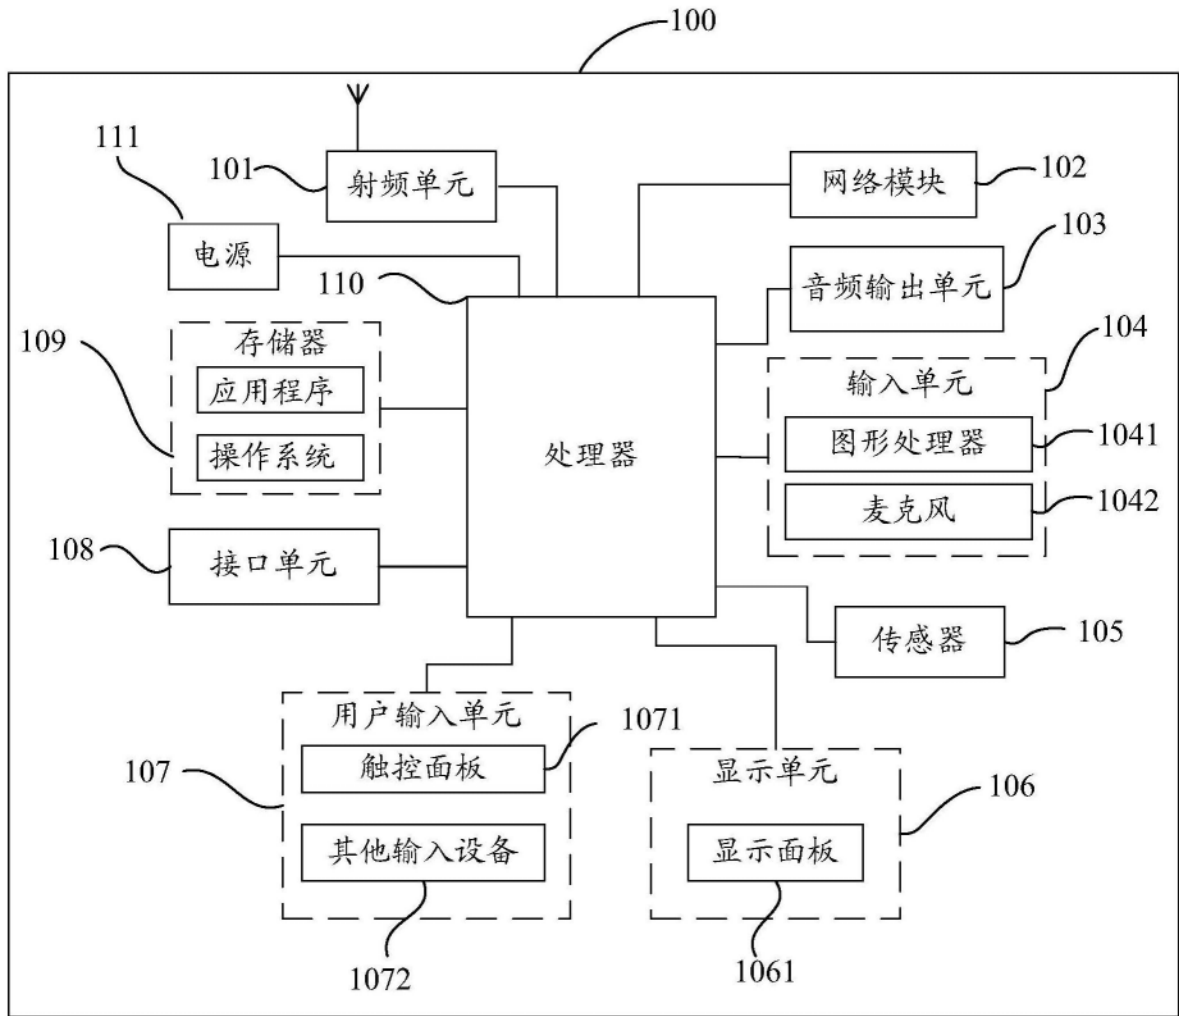 100
111
101
射频单元
网络模块
102
电源
110
103
音频输出单元
109
存储器
应用程序
操作系统
处理器
104
输入单元
图形处理器
1041
麦克风
1042
108
接口单元
传感器
105
用户输入单元
1071
触控面板
107
其他输入设备
1072
显示单元
106
显示面板
1061